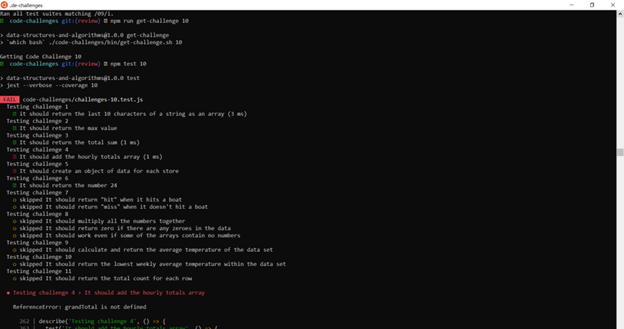 .de-challenges
Ran all test suites matching /09/i.
code-challenges git:(review) npm run get-challenge 10
> data-structures-and-algorithms@1.0.0 get-challenge
> `which bash` ./code-challenges/bin/get-challenge.sh 10
Getting Code Challenge 10
code-challenges git:(review) npm test 10
> data-structures-and-algorithms@1.0.0 test
> jest --verbose --coverage 10
FAIL code-challenges/challenges-10.test.js
Testing challenge 1
It should return the last 10 characters of a string as an array (3 ms)
Testing challenge 2
It should return the max value
Testing challenge 3
It should return the total sum (1 ms)
Testing challenge 4
It should add the hourly totals array (1 ms)
Testing challenge 5
It should create an object of data for each store
Testing challenge 6
It should return the number 24
Testing challenge 7
○ skipped It should return "hit" when it hits a boat
○ skipped It should return "miss" when it doesn't hit a boat
Testing challenge 8
○ skipped It should multiply all the numbers together
○ skipped It should return zero if there are any zeroes in the data
○ skipped It should work even if some of the arrays contain no numbers
Testing challenge 9
○ skipped It should calculate and return the average temperature of the data set
Testing challenge 10
○ skipped It should return the lowest weekly average temperature within the data set
Testing challenge 11
○ skipped It should return the total count for each row
● Testing challenge 4 › It should add the hourly totals array
ReferenceError: grandTotal is not defined
262 | describe('Testing challenge 4', () => {
test('It should add the hourly totals array', () => {